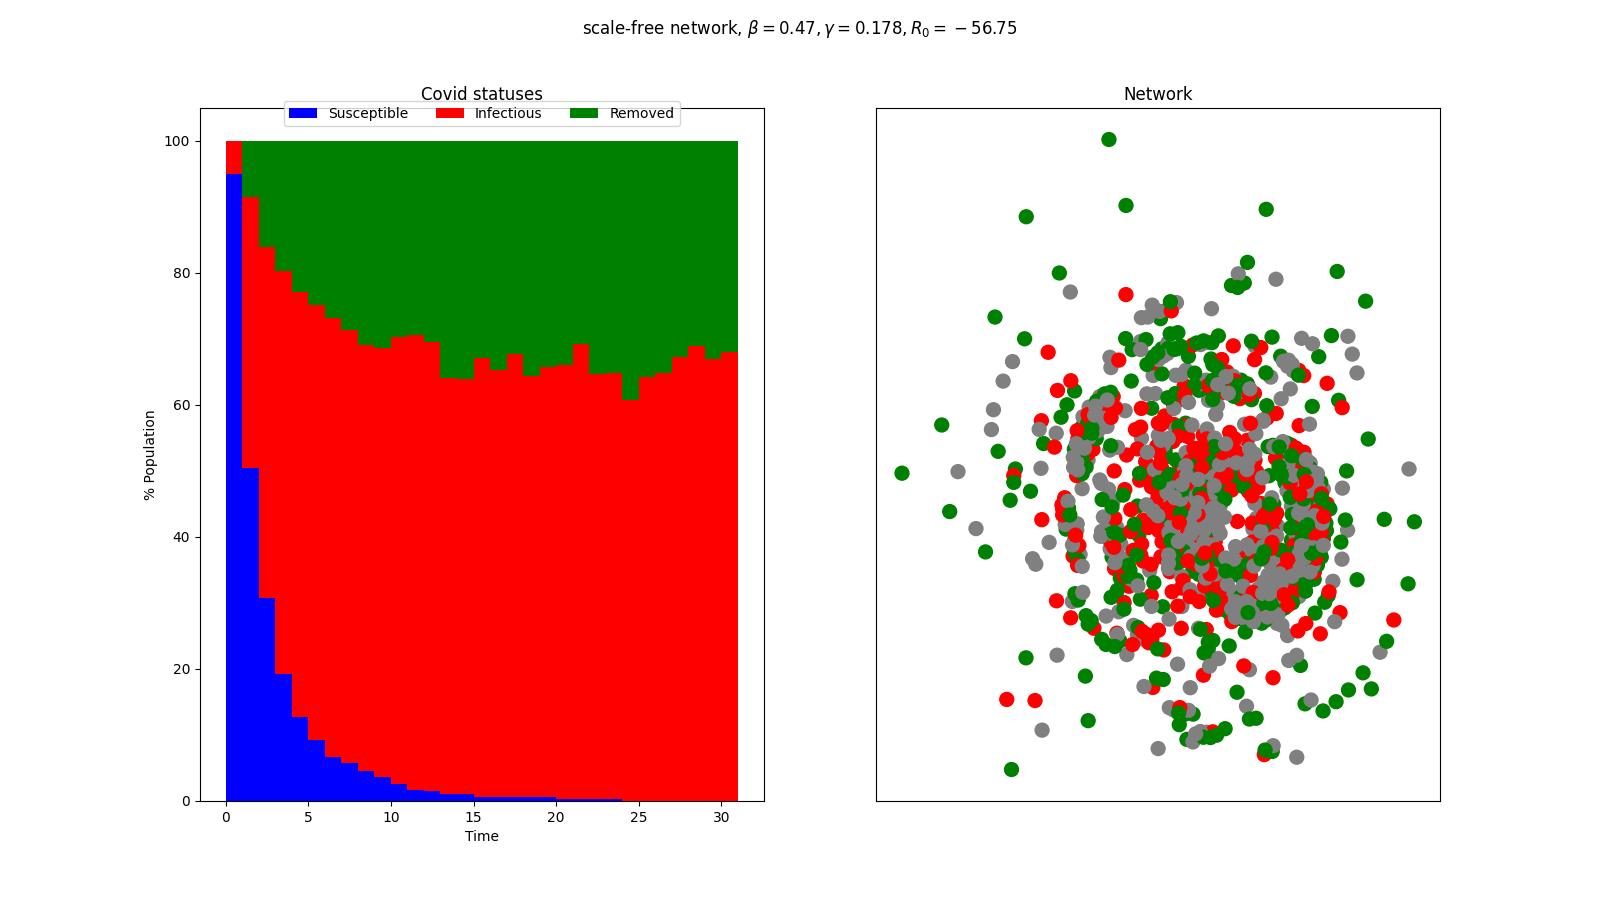 scale-free network, β = 0.47, γ = 0.178, R₀ = −56.75
Covid statuses
Susceptible Infectious Removed
100
80
60
40
20
0
% Population
0 5 10 15 20 25 30
Time
Network